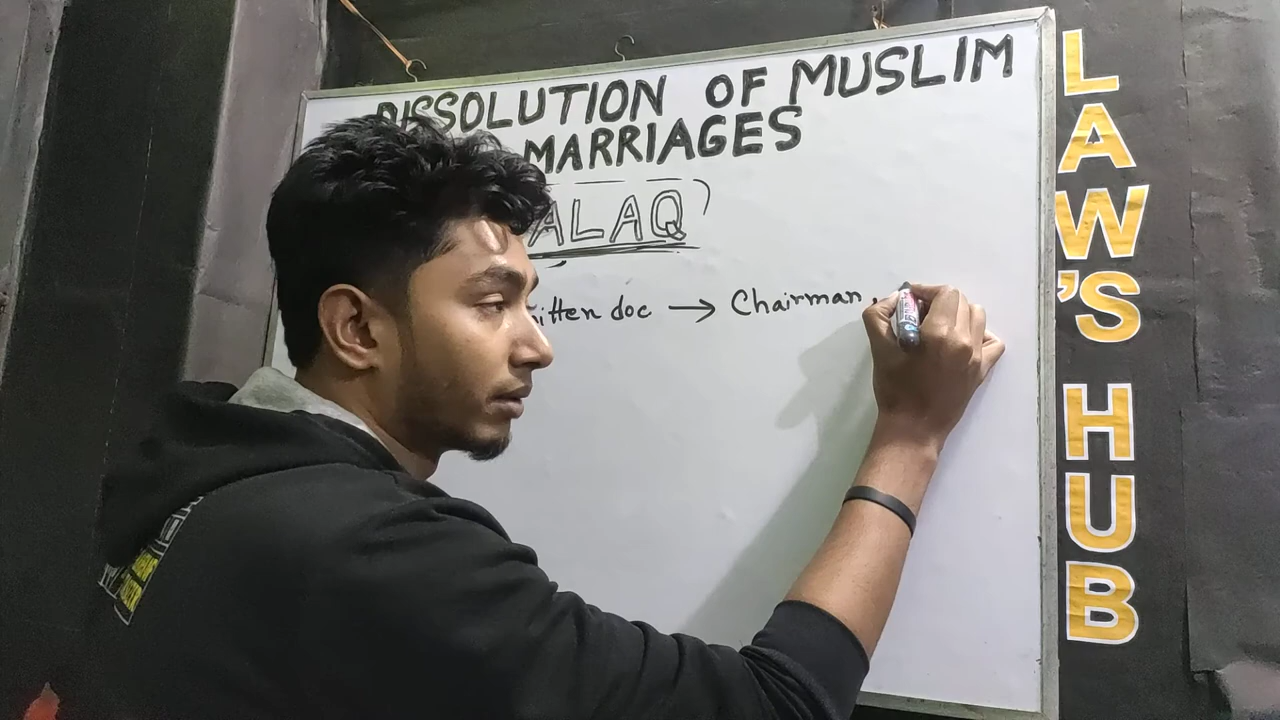 DISSOLUTION OF MUSLIM
MARRIAGES
ALAQ
itten doc → Chairman,
LAW'S HUB